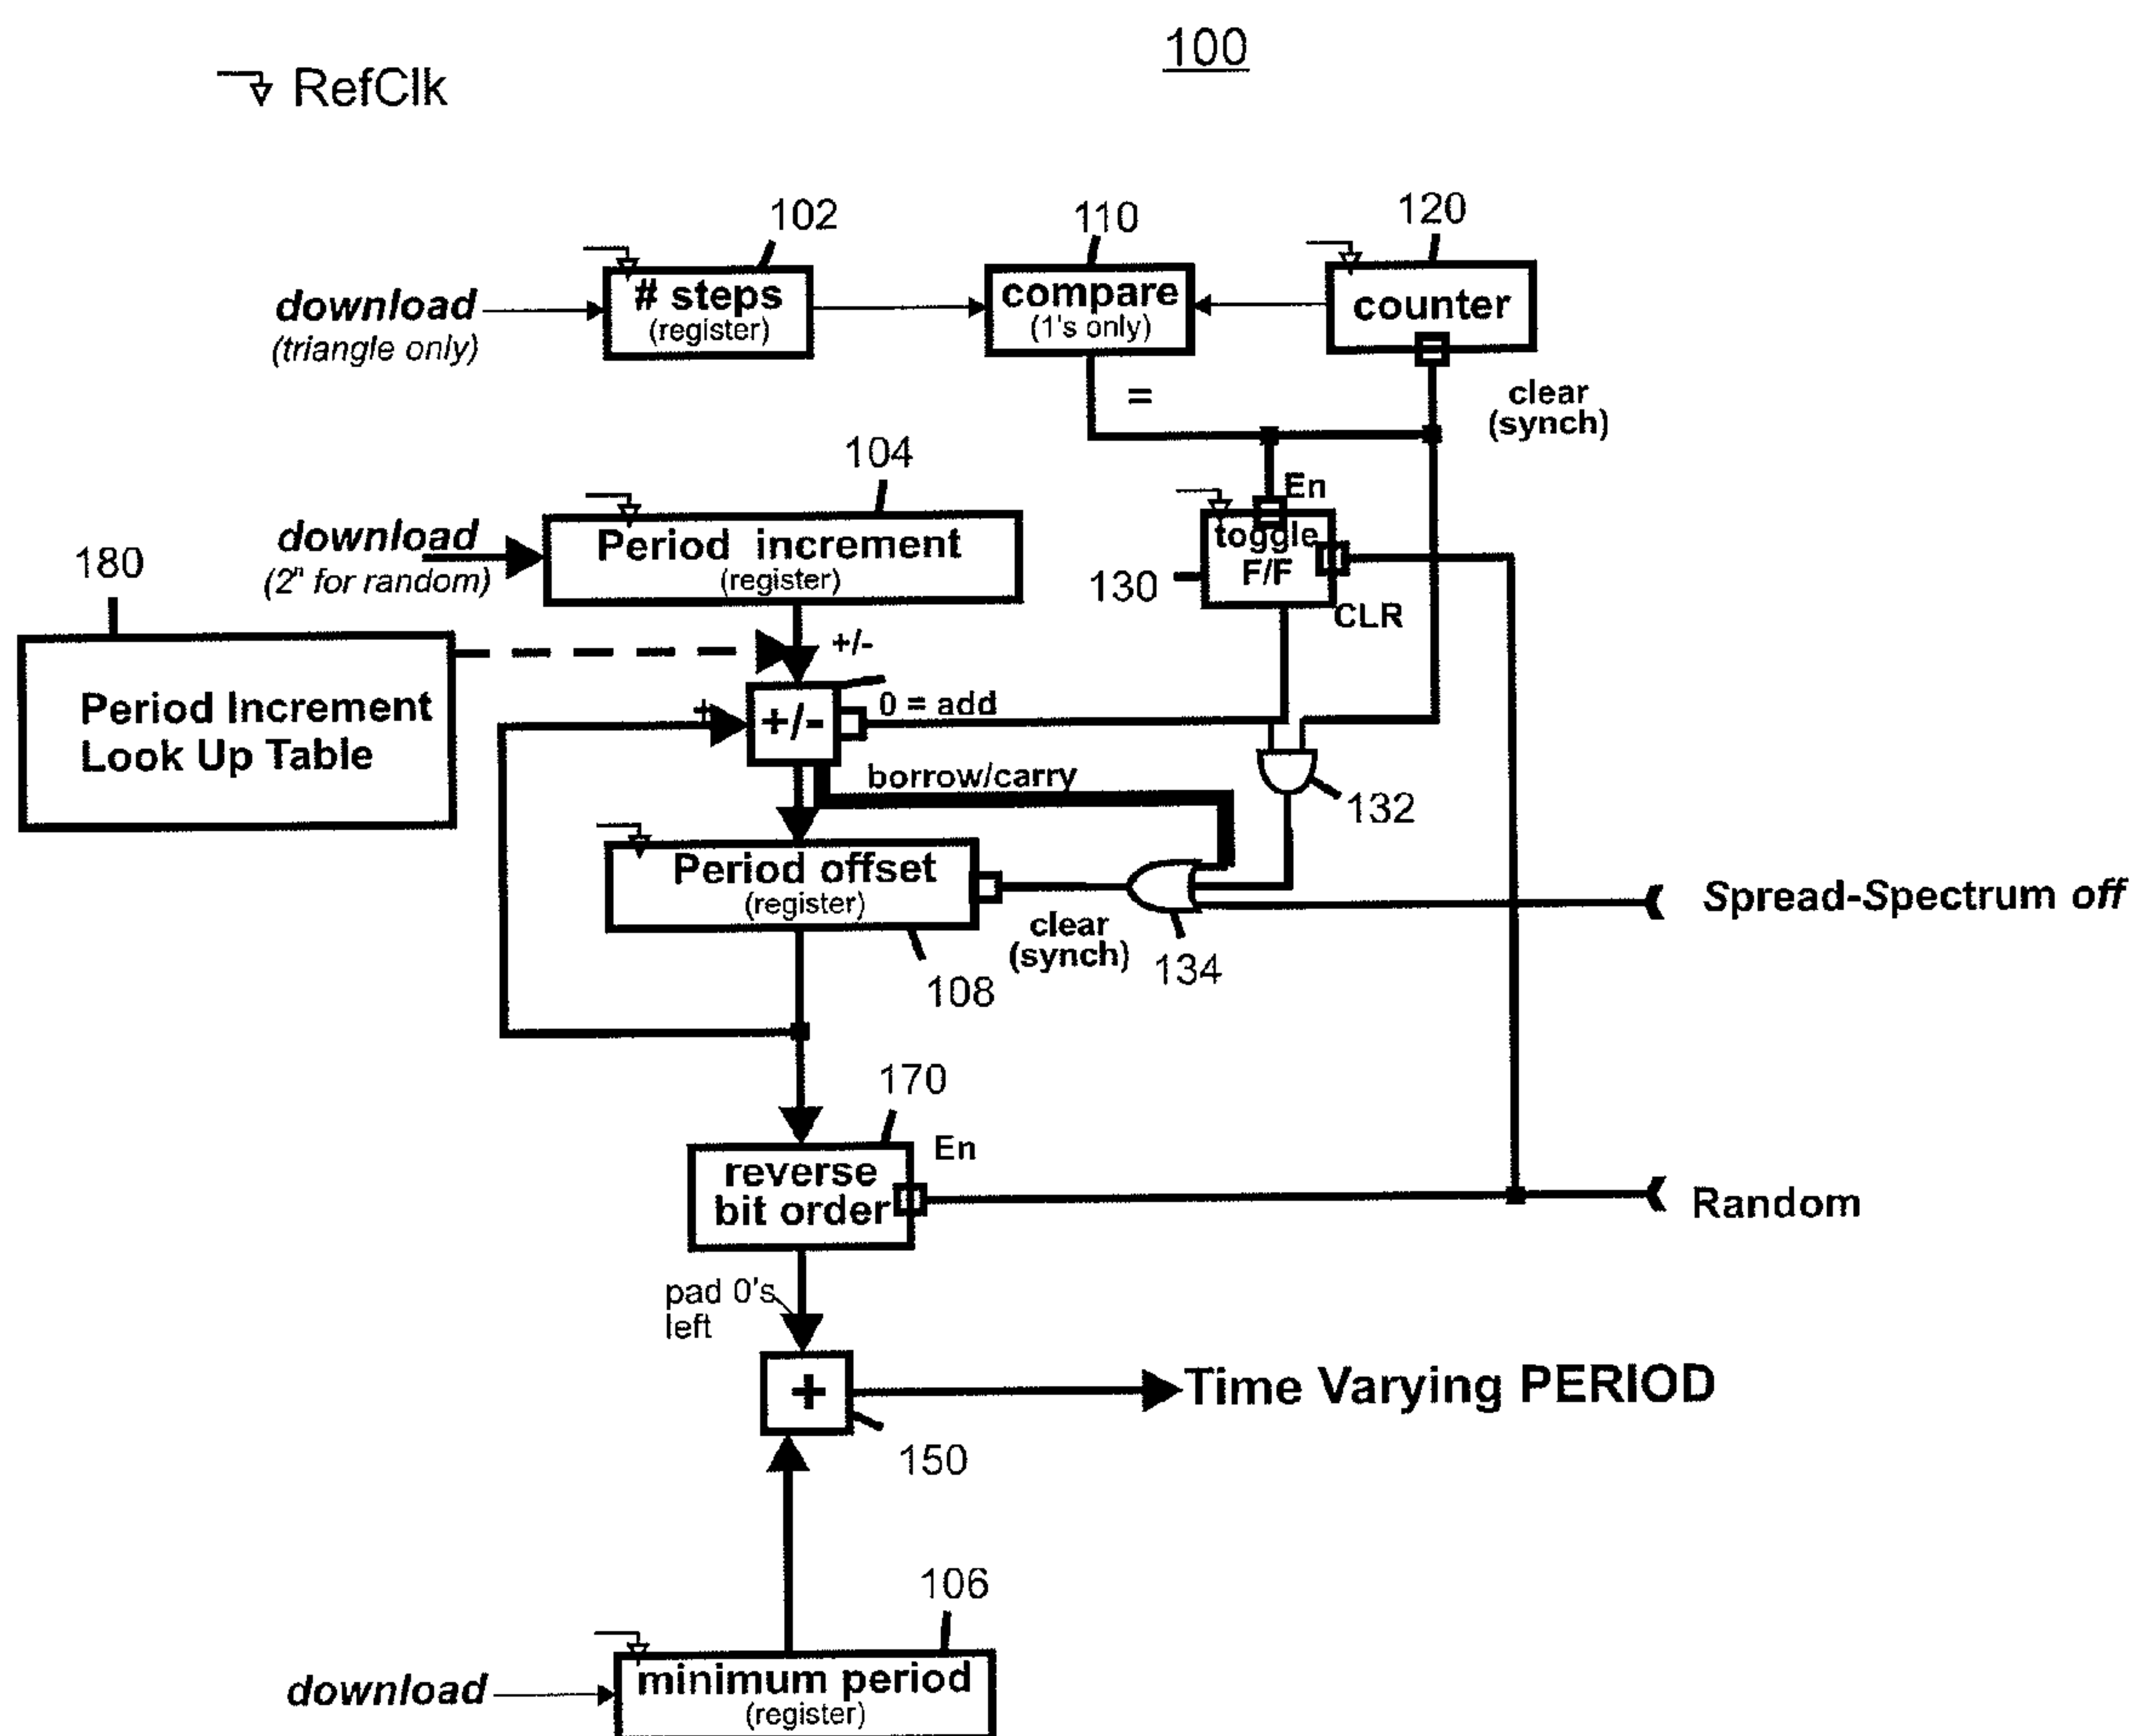 100
RefClk
102
110
120
download
(triangle only)
# steps
(register)
compare
(1's only)
counter
=
clear
(synch)
104
download
(2ⁿ for random)
Period increment
(register)
En
toggle
F/F
CLR
130
180
Period Increment
Look Up Table
+/-
+
+/-
0 = add
borrow/carry
132
Period offset
(register)
clear
(synch)
134
108
Spread-Spectrum off
170
En
reverse
bit order
Random
pad 0's
left
+
Time Varying PERIOD
150
106
download
minimum period
(register)